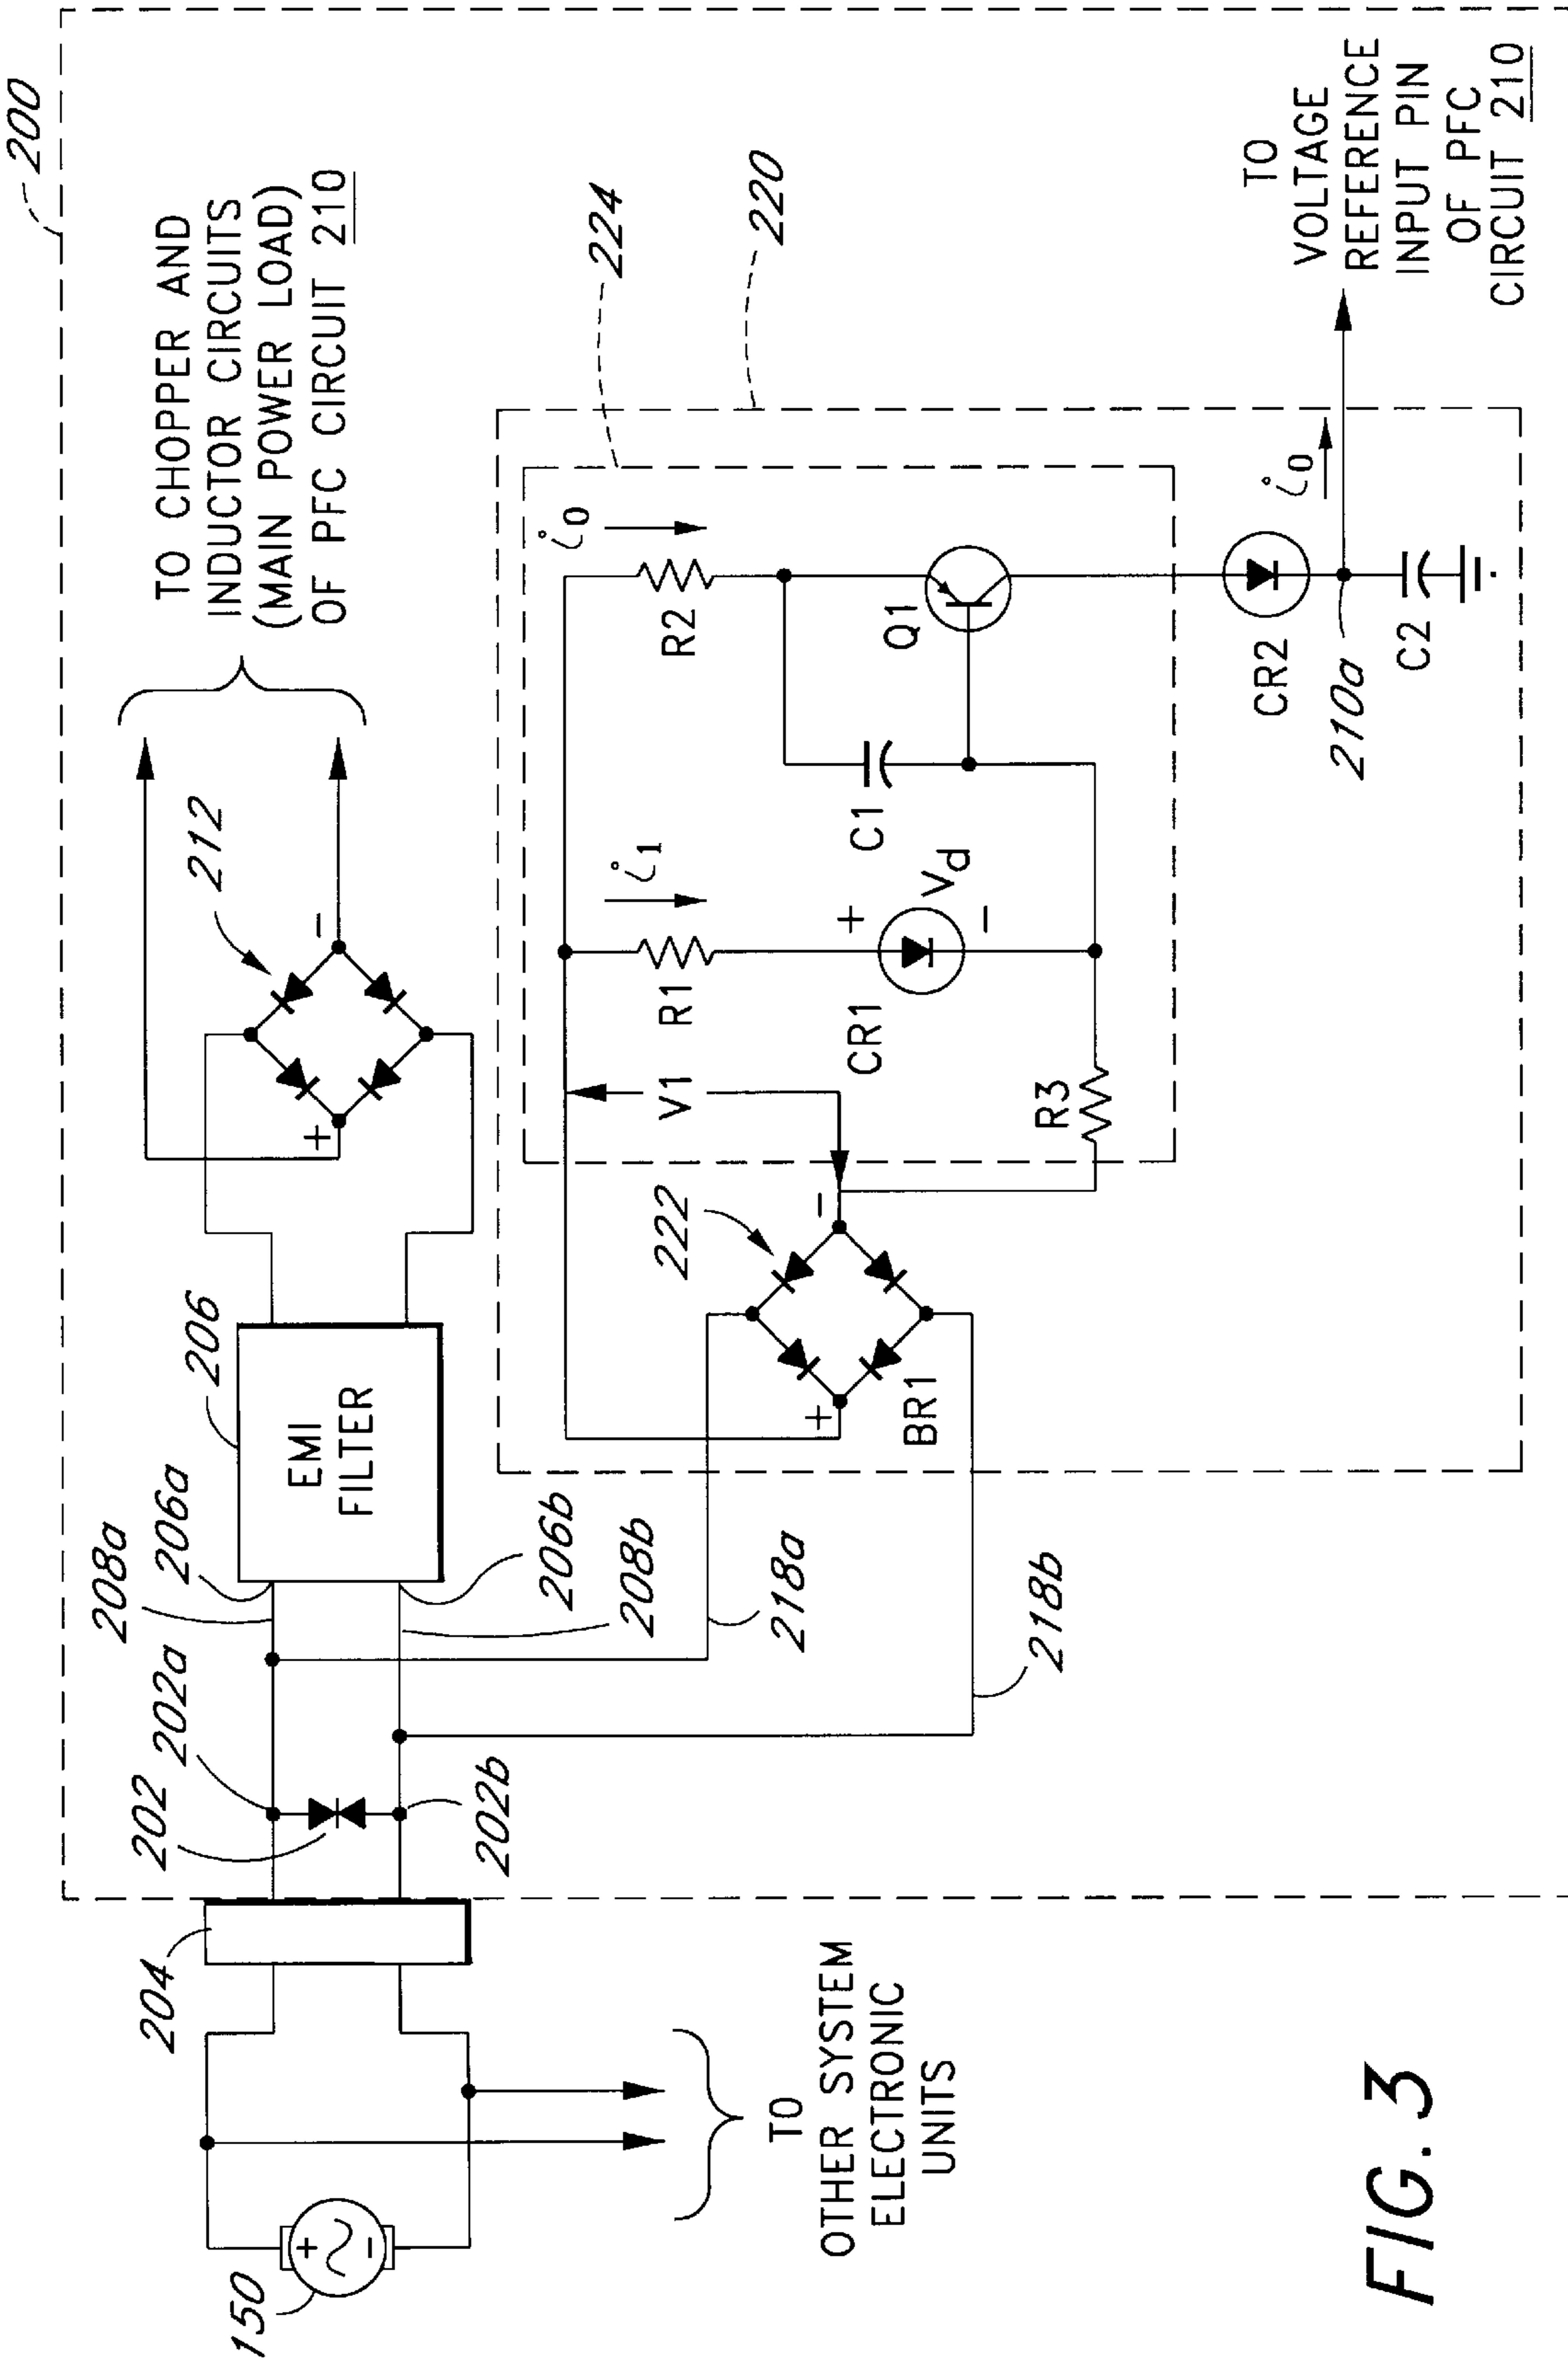 200
TO CHOPPER AND
INDUCTOR CIRCUITS
(MAIN POWER LOAD)
OF PFC CIRCUIT 210
212
+
−
206
EMI
FILTER
208a
206a
206b
208b
202a
202
202b
204
150
+
−
TO
OTHER SYSTEM
ELECTRONIC
UNITS
218a
218b
222
+
−
BR1
V1
224
220
i1
R1
+
CR1
Vd
−
R3
i0
R2
C1
Q1
CR2
i0
210a
C2
TO
VOLTAGE
REFERENCE
INPUT PIN
OF PFC
CIRCUIT 210
FIG. 3